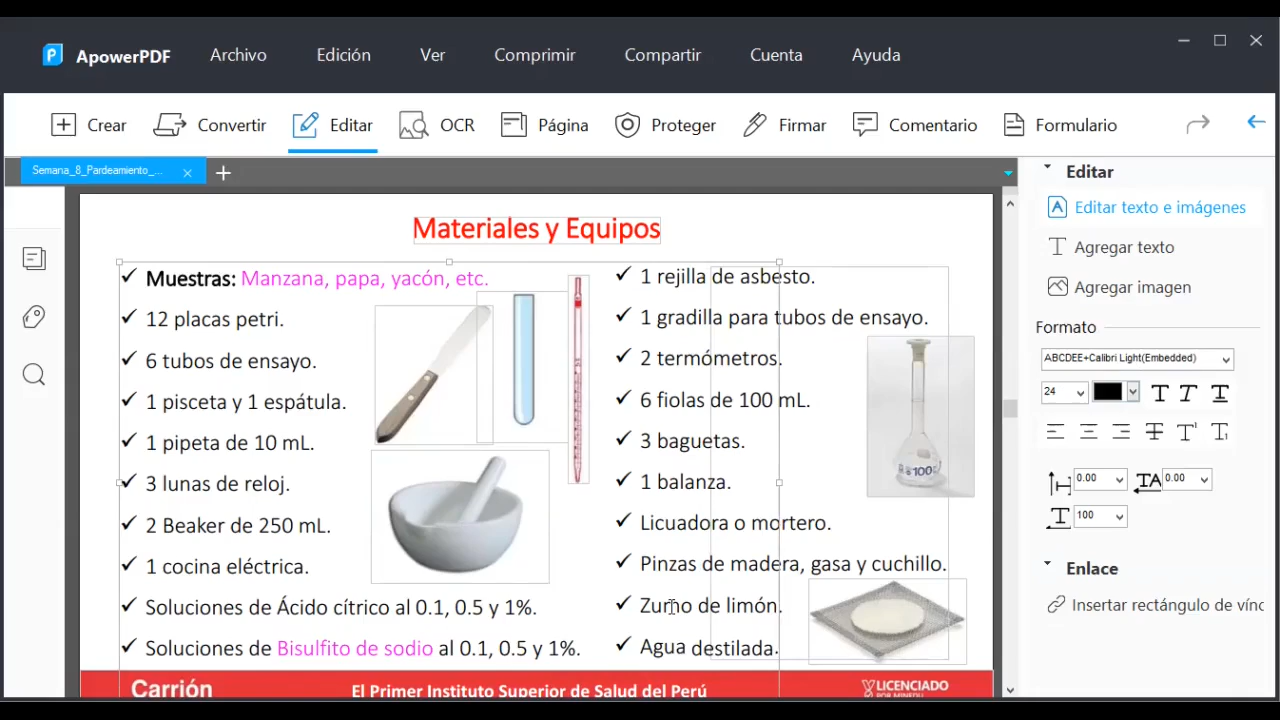 ApowerPDF Archivo Edición Ver Comprimir Compartir Cuenta Ayuda
Crear Convertir Editar OCR Página Proteger Firmar Comentario Formulario
Semana_8_Pardeamiento_...
Materiales y Equipos
Muestras: Manzana, papa, yacón, etc.
12 placas petri.
6 tubos de ensayo.
1 pisceta y 1 espátula.
1 pipeta de 10 mL.
3 lunas de reloj.
2 Beaker de 250 mL.
1 cocina eléctrica.
Soluciones de Ácido cítrico al 0.1, 0.5 y 1%.
Soluciones de Bisulfito de sodio al 0.1, 0.5 y 1%.
1 rejilla de asbesto.
1 gradilla para tubos de ensayo.
2 termómetros.
6 fiolas de 100 mL.
3 baguetas.
1 balanza.
Licuadora o mortero.
Pinzas de madera, gasa y cuchillo.
Zumo de limón.
Agua destilada.
100
Carrión El Primer Instituto Superior de Salud del Perú LICENCIADO
POR MINEDU
Editar
Editar texto e imágenes
Agregar texto
Agregar imagen
Formato
ABCDEE+Calibri Light(Embedded)
24
0.00 0.00
100
Enlace
Insertar rectángulo de vínc